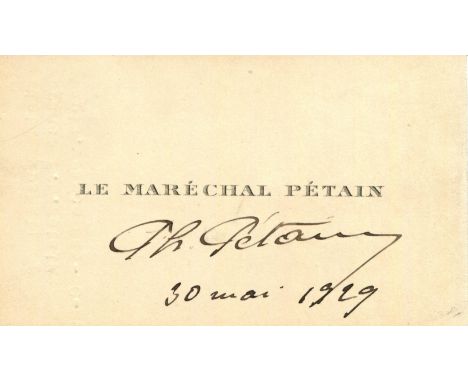 LE MARÉCHAL PÉTAIN
Ph. Pétain
30 mai 1929